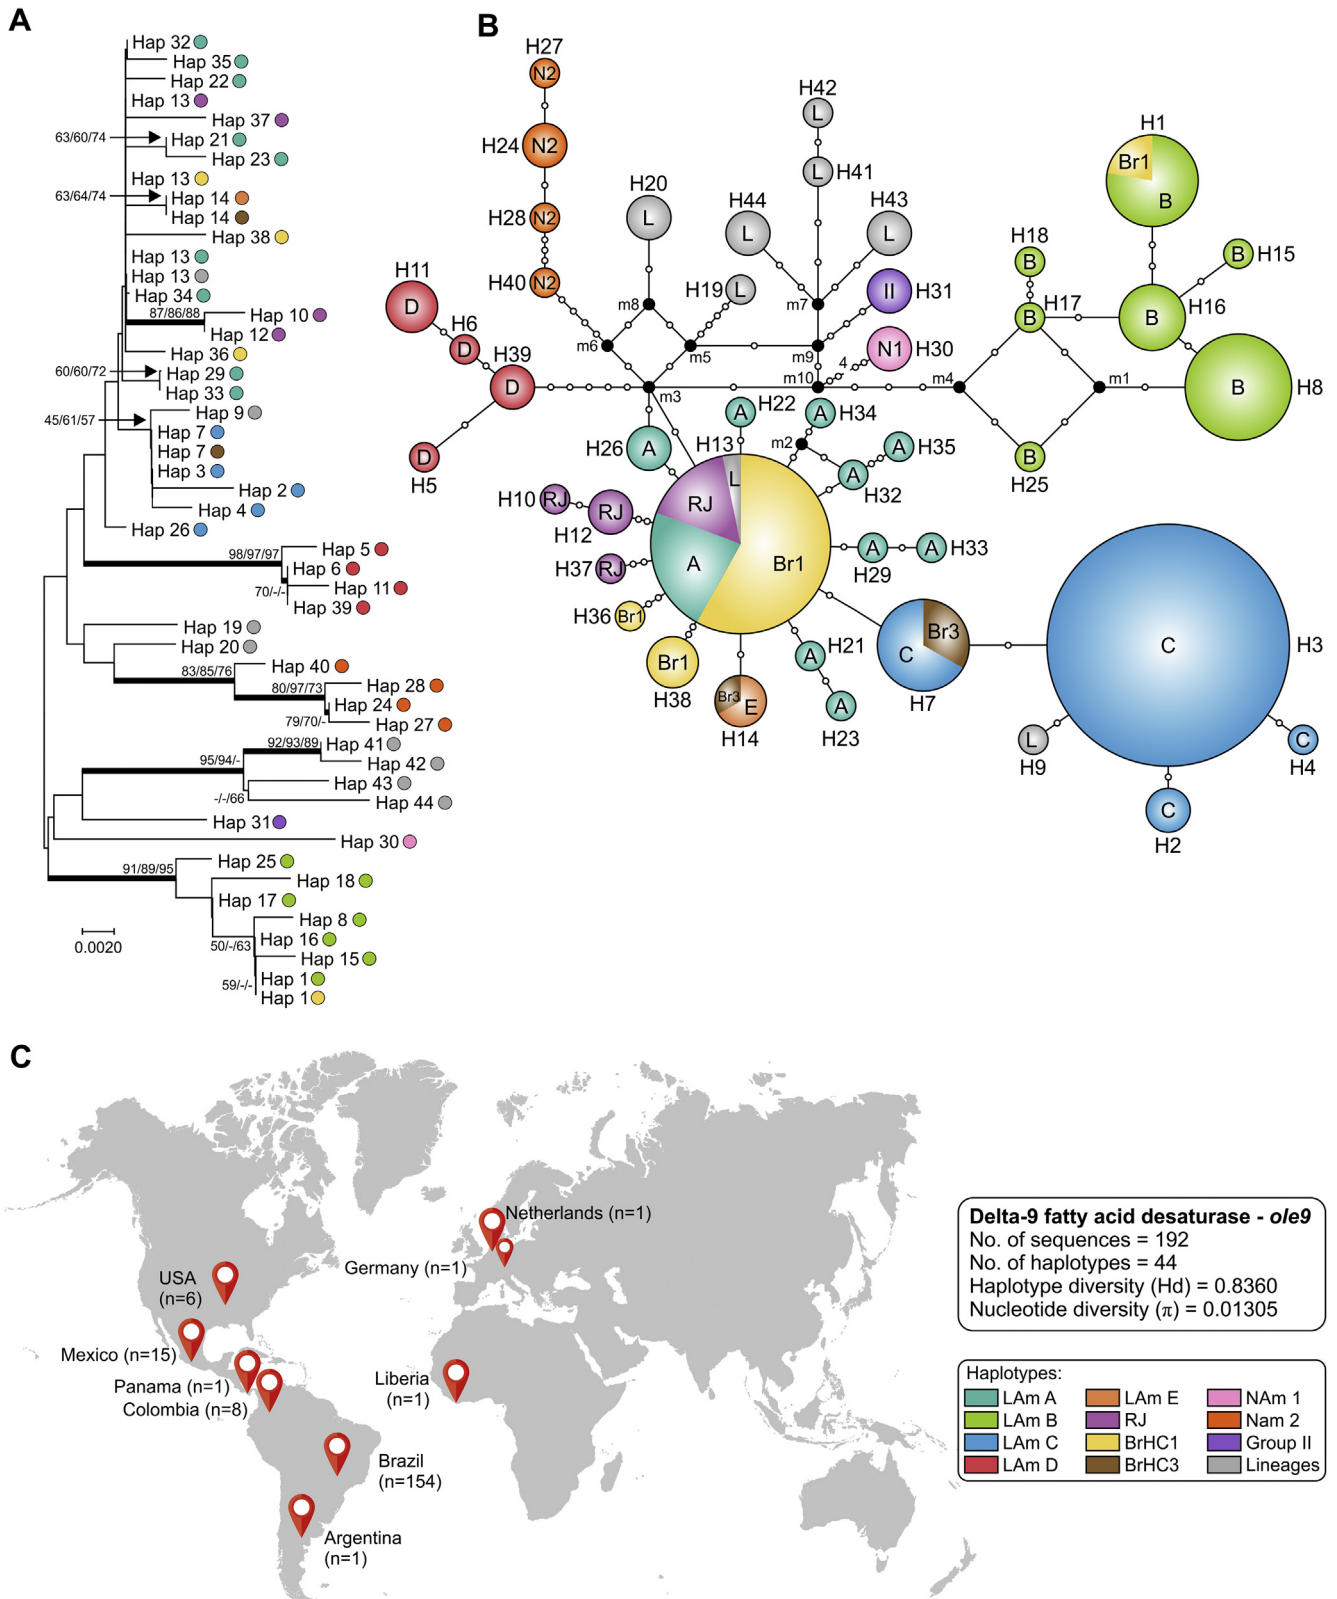 A
Hap 32
Hap 35
Hap 22
Hap 13
Hap 37
63/60/74
Hap 21
Hap 23
Hap 13
63/64/74
Hap 14
Hap 14
Hap 38
Hap 13
Hap 13
Hap 34
87/86/88
Hap 10
Hap 12
Hap 36
60/60/72
Hap 29
Hap 33
Hap 9
45/61/57
Hap 7
Hap 7
Hap 3
Hap 2
Hap 4
Hap 26
98/97/97
Hap 5
Hap 6
70/-/-
Hap 11
Hap 39
Hap 19
Hap 20
83/85/76
Hap 40
80/97/73
Hap 28
Hap 24
79/70/-
Hap 27
92/93/89
Hap 41
95/94/-
Hap 42
Hap 43
-/-/66
Hap 44
Hap 31
Hap 30
91/89/95
Hap 25
Hap 18
Hap 17
Hap 8
50/-/63
Hap 16
Hap 15
59/-/-
Hap 1
Hap 1
0.0020
B
H27
N2
H24
N2
H28
N2
H40
N2
H20
L
H42
L
L
H41
H44
L
H43
L
H19
L
II
H31
N1
H30
4
H1
Br1
B
H18
B
B
H15
H17
B
B
H16
B
H8
B
H25
H11
D
H6
D
H39
D
D
H5
m8
m6
m5
m7
m9
m10
m3
m4
m1
m2
H26
A
A
H22
A
H34
A
H35
A
H32
H13
L
RJ
A
Br1
H10
RJ
RJ
H12
H37
RJ
H36
Br1
Br1
H38
Br3
E
H14
A
A
H33
H29
A
H21
A
H23
Br3
C
H7
C
H3
L
H9
C
H4
C
H2
C
Netherlands (n=1)
Germany (n=1)
USA
(n=6)
Mexico (n=15)
Panama (n=1)
Colombia (n=8)
Liberia
(n=1)
Brazil
(n=154)
Argentina
(n=1)
Delta-9 fatty acid desaturase - ole9
No. of sequences = 192
No. of haplotypes = 44
Haplotype diversity (Hd) = 0.8360
Nucleotide diversity (π) = 0.01305
Haplotypes:
LAm A
LAm B
LAm C
LAm D
LAm E
RJ
BrHC1
BrHC3
NAm 1
Nam 2
Group II
Lineages